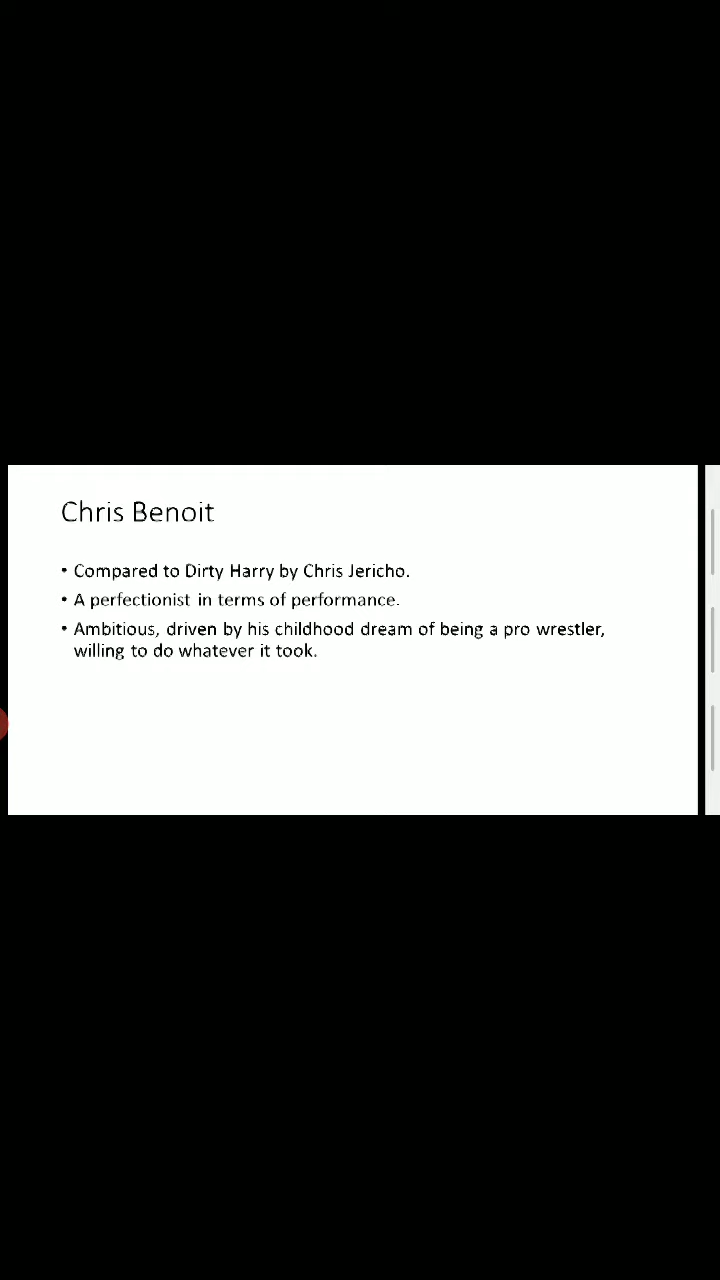 Chris Benoit
• Compared to Dirty Harry by Chris Jericho.
• A perfectionist in terms of performance.
• Ambitious, driven by his childhood dream of being a pro wrestler,
willing to do whatever it took.